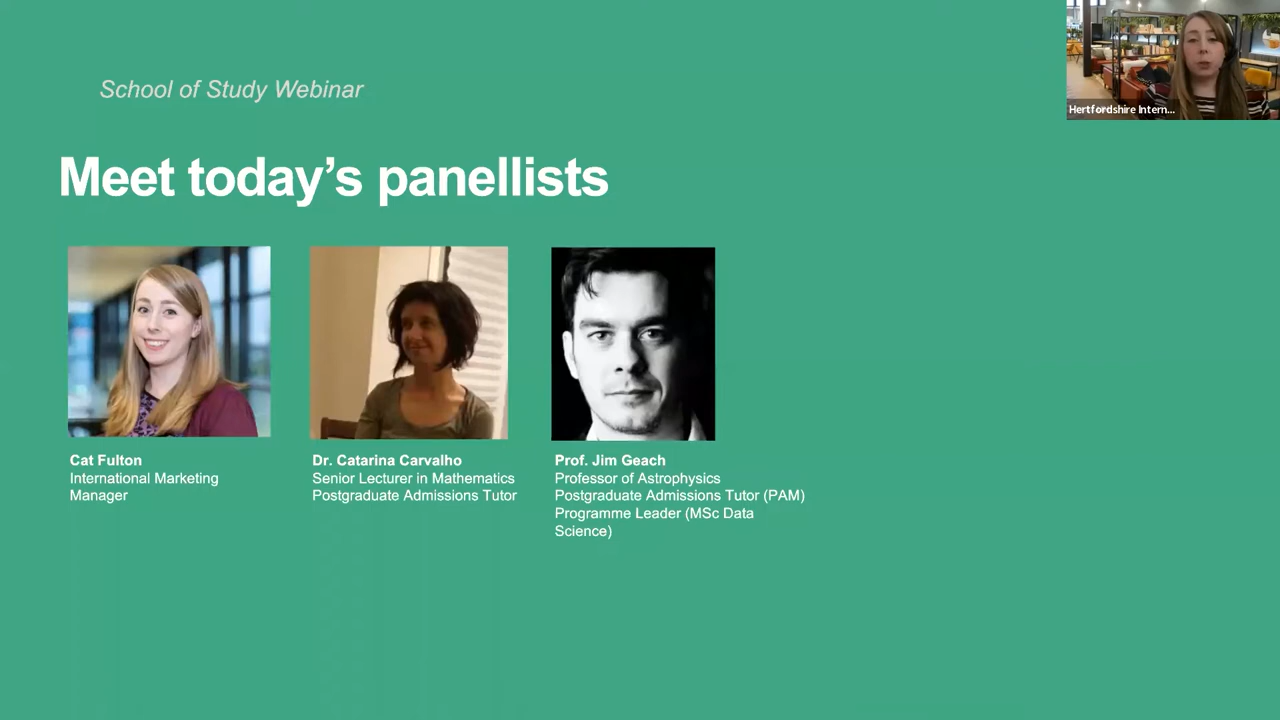 School of Study Webinar
Meet today’s panellists
Hertfordshire Intern...
Cat Fulton
International Marketing
Manager
Dr. Catarina Carvalho
Senior Lecturer in Mathematics
Postgraduate Admissions Tutor
Prof. Jim Geach
Professor of Astrophysics
Postgraduate Admissions Tutor (PAM)
Programme Leader (MSc Data
Science)